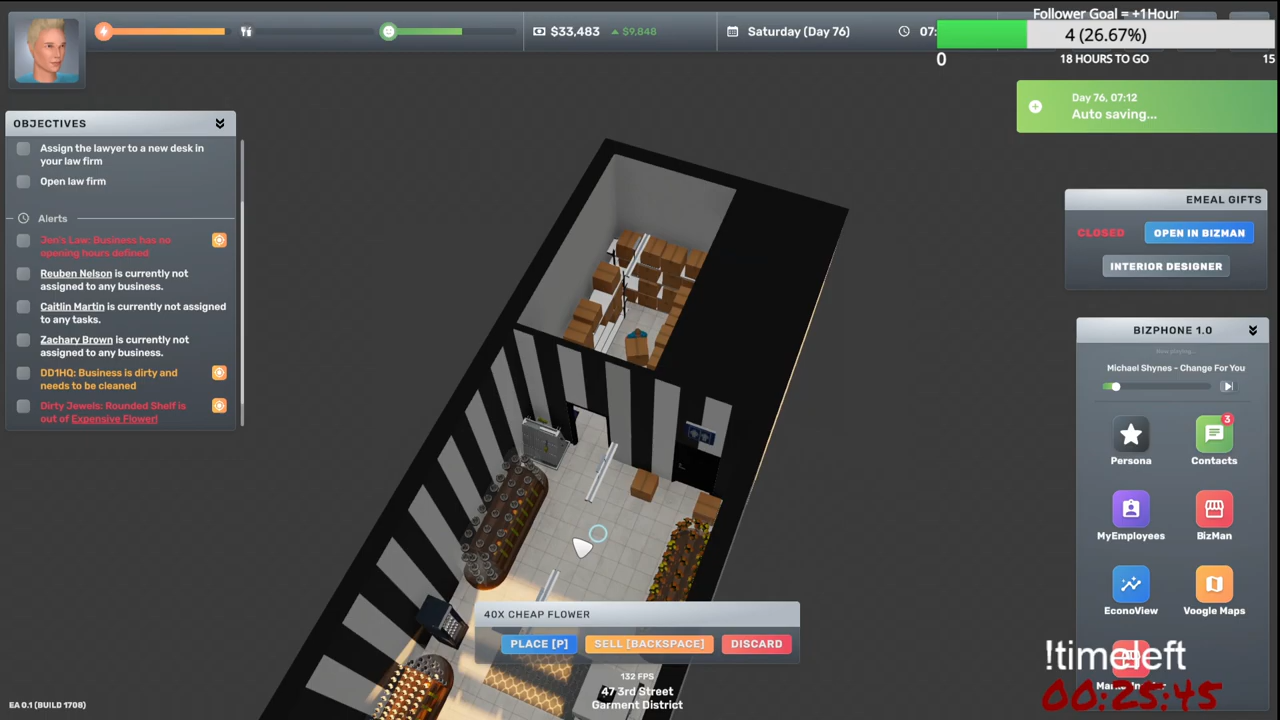 $33,483
$9,848
Saturday (Day 76)
07:
Follower Goal = +1Hour
4 (26.67%)
0
18 HOURS TO GO
15
Day 76, 07:12
Auto saving...
OBJECTIVES
Assign the lawyer to a new desk in
your law firm
Open law firm
Alerts
Jen's Law: Business has no
opening hours defined
Reuben Nelson is currently not
assigned to any business.
Caitlin Martin is currently not assigned
to any tasks.
Zachary Brown is currently not
assigned to any business.
DD1HQ: Business is dirty and
needs to be cleaned
Dirty Jewels: Rounded Shelf is
out of Expensive Flower!
EMEAL GIFTS
CLOSED
OPEN IN BIZMAN
INTERIOR DESIGNER
BIZPHONE 1.0
Now playing...
Michael Shynes - Change For You
3
Persona
Contacts
MyEmployees
BizMan
EconoView
Voogle Maps
!timeleft
00:25:45
40X CHEAP FLOWER
PLACE [P]
SELL [BACKSPACE]
DISCARD
132 FPS
47 3rd Street
Garment District
EA 0.1 (BUILD 1708)